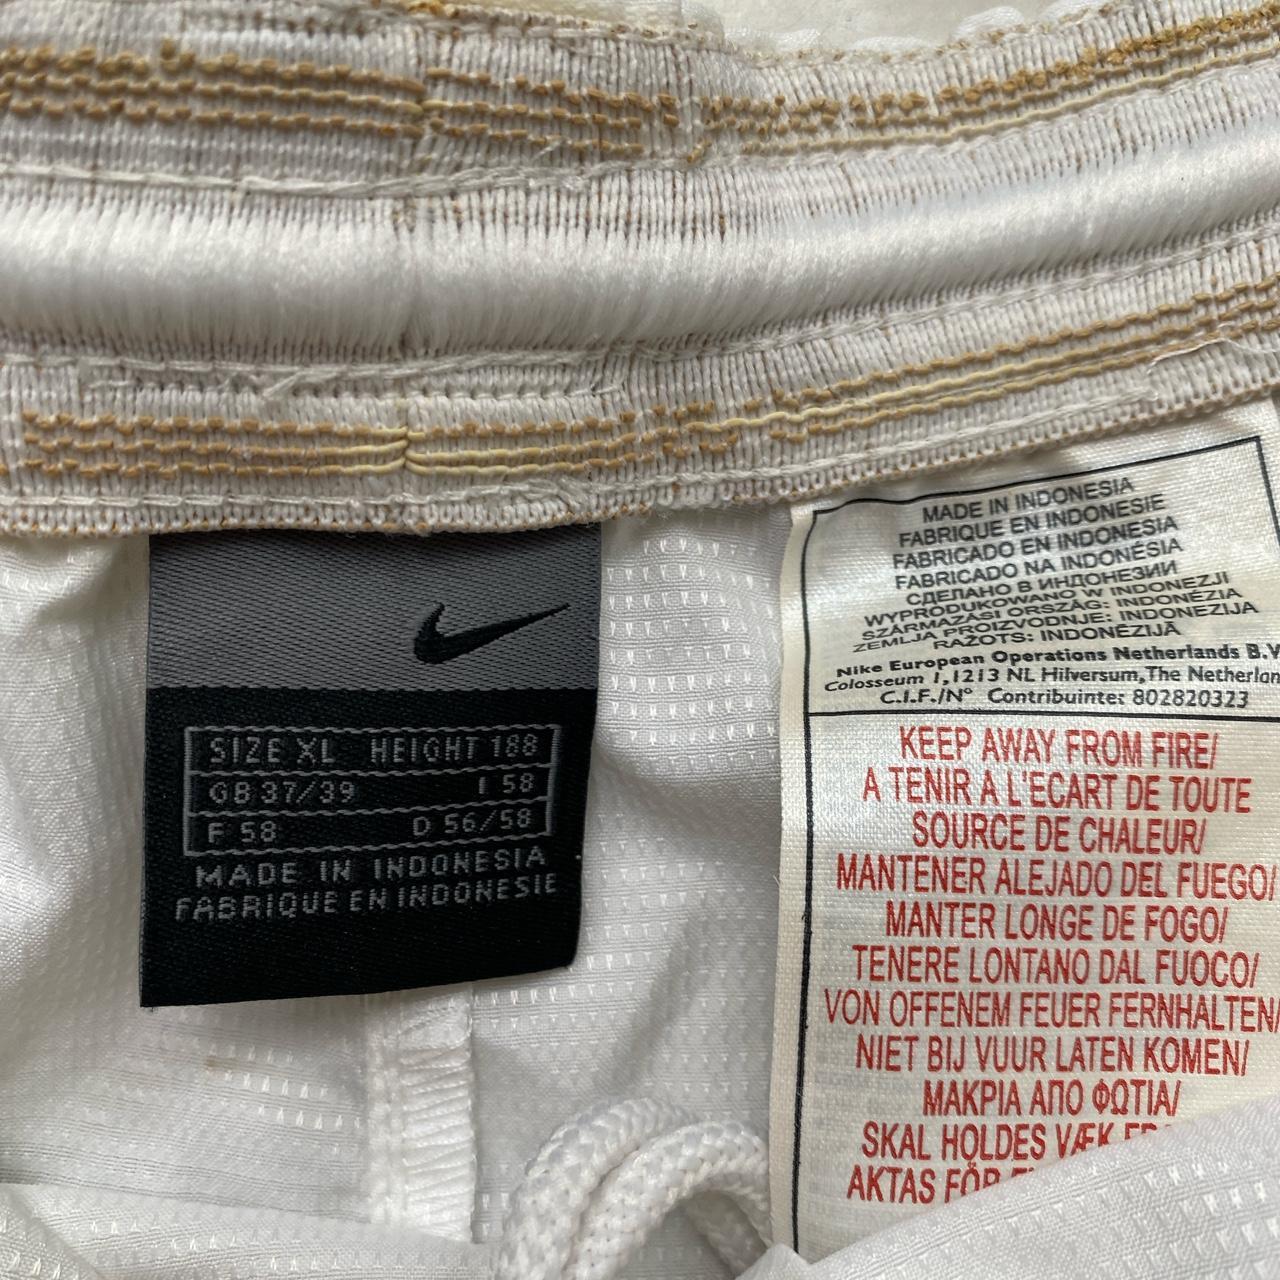 SIZE XL HEIGHT 188
GB 37/39 I 58
F 58 D 56/58
MADE IN INDONESIA
FABRIQUE EN INDONESIE
MADE IN INDONESIA
FABRIQUE EN INDONESIE
FABRICADO EN INDONESIA
FABRICADO NA INDONÉSIA
СДЕЛАНО В ИНДОНЕЗИИ
WYPRODUKOWANO W INDONEZJI
SZÁRMAZÁSI ORSZÁG: INDONÉZIA
ZEMLJA PROIZVODNJE: INDONEZIJA
RAŽOTS: INDONĒZIJĀ
Nike European Operations Netherlands B.V
Colosseum 1,1213 NL Hilversum,The
C.I.F./Nº Contribuinte: 802820323
KEEP AWAY FROM FIRE/
A TENIR A L'ECART DE TOUTE
SOURCE DE CHALEUR/
MANTENER ALEJADO DEL FUEGO/
MANTER LONGE DE FOGO/
TENERE LONTANO DAL FUOCO/
VON OFFENEM FEUER FERNHALTEN/
NIET BIJ VUUR LATEN KOMEN/
ΜΑΚΡΙΑ ΑΠΟ ΦΩΤΙΑ/
SKAL HOLDES VÆK
AKTAS FÖR